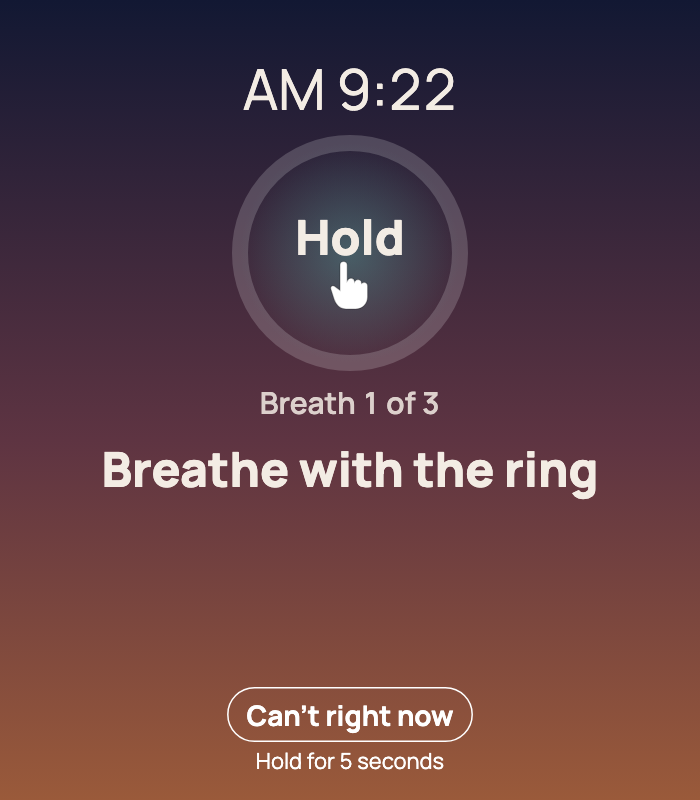 AM 9:22
Hold
Breath 1 of 3
Breathe with the ring
Can't right now
Hold for 5 seconds